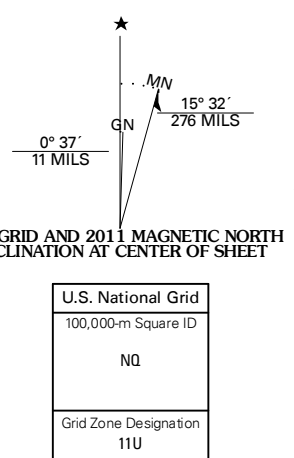 ★
MN
15° 32´
276 MILS
GN
0° 37´
11 MILS
GRID AND 2011 MAGNETIC NORTH
CLINATION AT CENTER OF SHEET
U.S. National Grid
100,000-m Square ID
NQ
Grid Zone Designation
11U